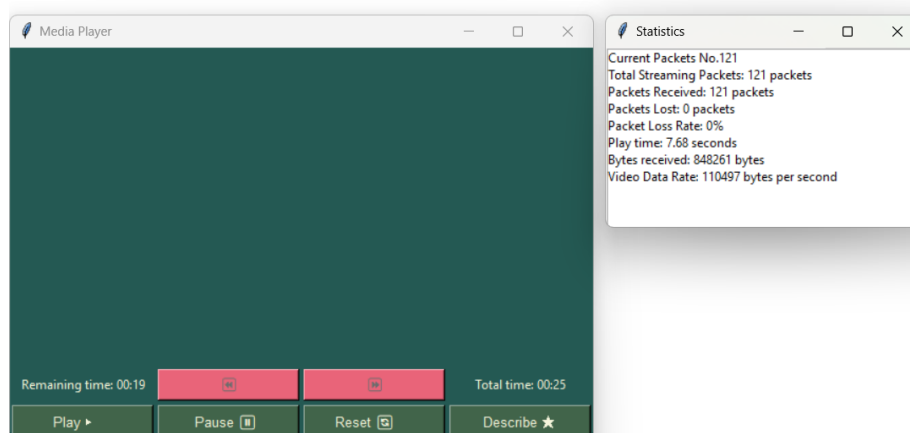 Media Player
Statistics
Current Packets No.121
Total Streaming Packets: 121 packets
Packets Received: 121 packets
Packets Lost: 0 packets
Packet Loss Rate: 0%
Play time: 7.68 seconds
Bytes received: 848261 bytes
Video Data Rate: 110497 bytes per second
Remaining time: 00:19
Total time: 00:25
Play
Pause
Reset
Describe